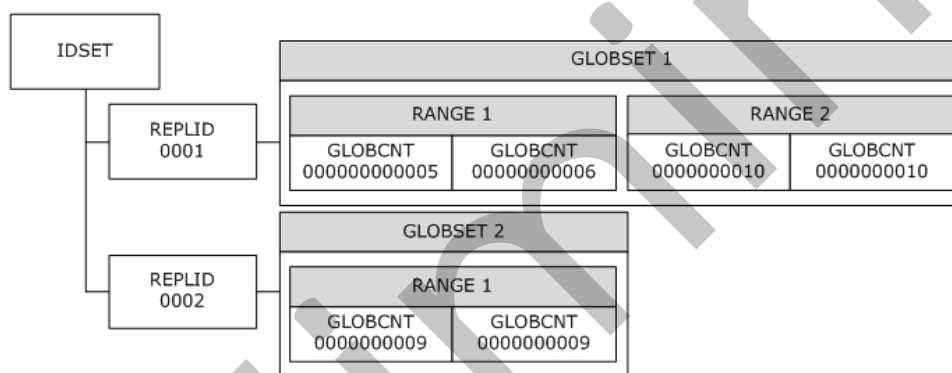 IDSET
GLOBSET 1
REPLID
0001
RANGE 1
RANGE 2
GLOBCNT
000000000005
GLOBCNT
00000000006
GLOBCNT
0000000010
GLOBCNT
0000000010
GLOBSET 2
REPLID
0002
RANGE 1
GLOBCNT
0000000009
GLOBCNT
0000000009